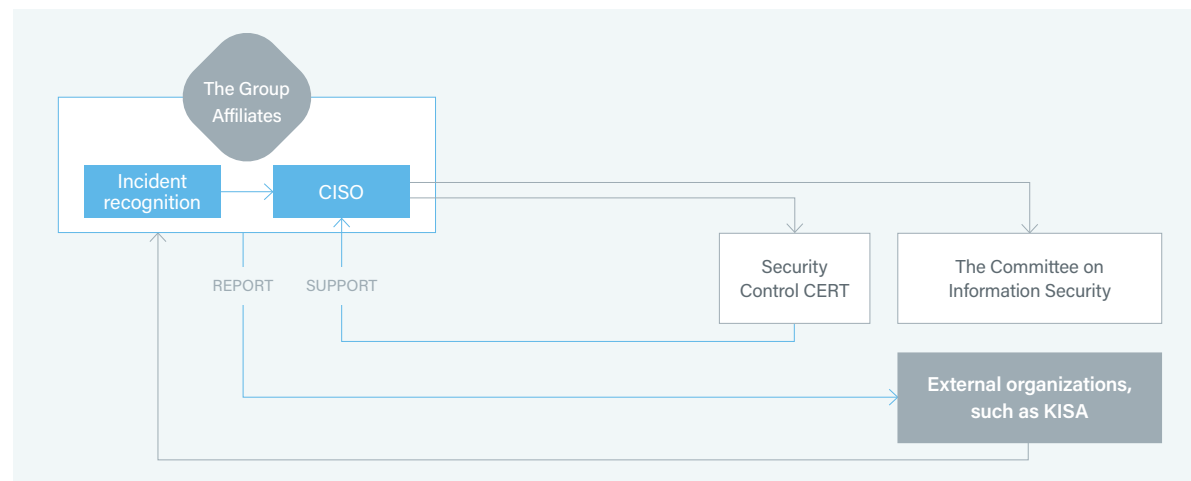 The Group
Affiliates
Incident
recognition
CISO
REPORT
SUPPORT
Security
Control CERT
The Committee on
Information Security
External organizations,
such as KISA